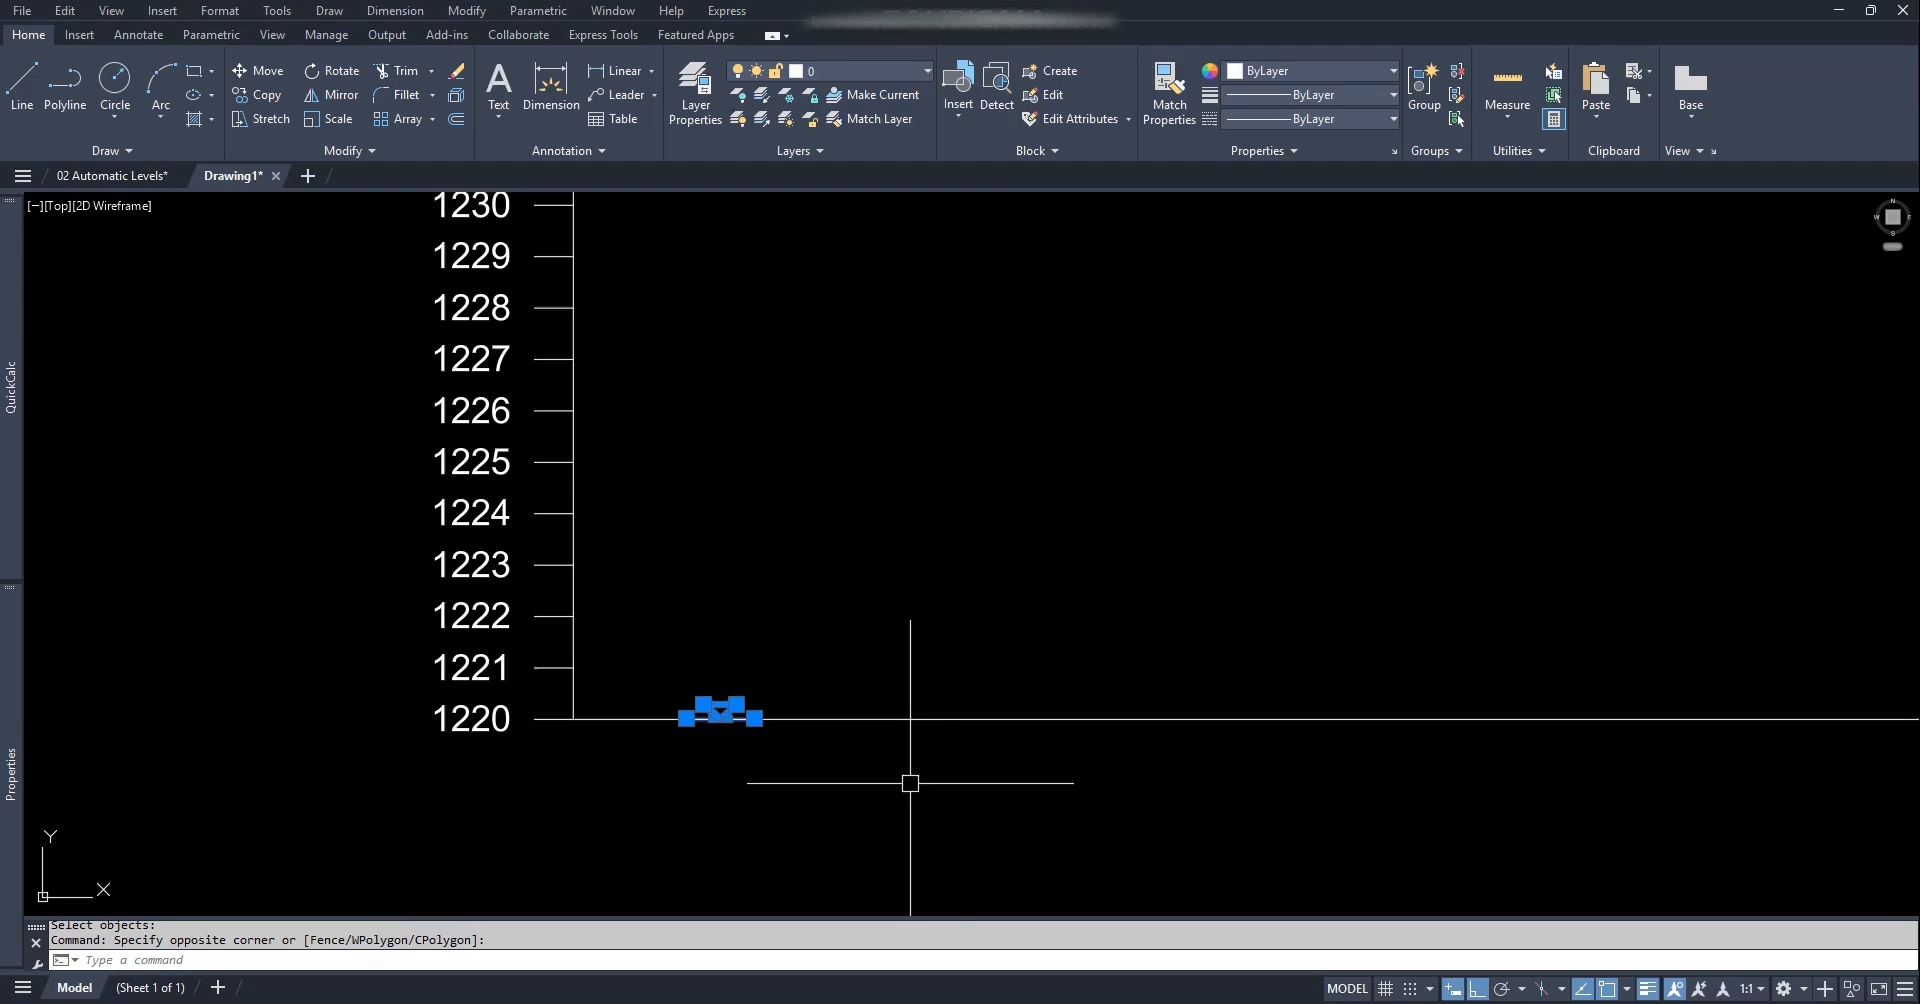 File Edit View Insert Format Tools Draw Dimension Modify Parametric Window Help Express
Home Insert Annotate Parametric View Manage Output Add-ins Collaborate Express Tools Featured Apps
Line Polyline Circle Arc
Draw
Move Rotate Trim
Copy Mirror Fillet
Stretch Scale Array
Modify
Text Dimension
Linear
Leader
Table
Annotation
Layer Properties
0
Make Current
Match Layer
Layers
Insert Detect
Create
Edit
Edit Attributes
Block
Match Properties
ByLayer
ByLayer
ByLayer
Properties
Group
Groups
Measure
Utilities
Paste
Clipboard
Base
View
02 Automatic Levels* Drawing1*
[−][Top][2D Wireframe]
N
W E
S
QuickCalc
Properties
1230
1229
1228
1227
1226
1225
1224
1223
1222
1221
1220
Y
X
Select objects:
Command: Specify opposite corner or [Fence/WPolygon/CPolygon]:
Type a command
Model (Sheet 1 of 1)
MODEL 1:1